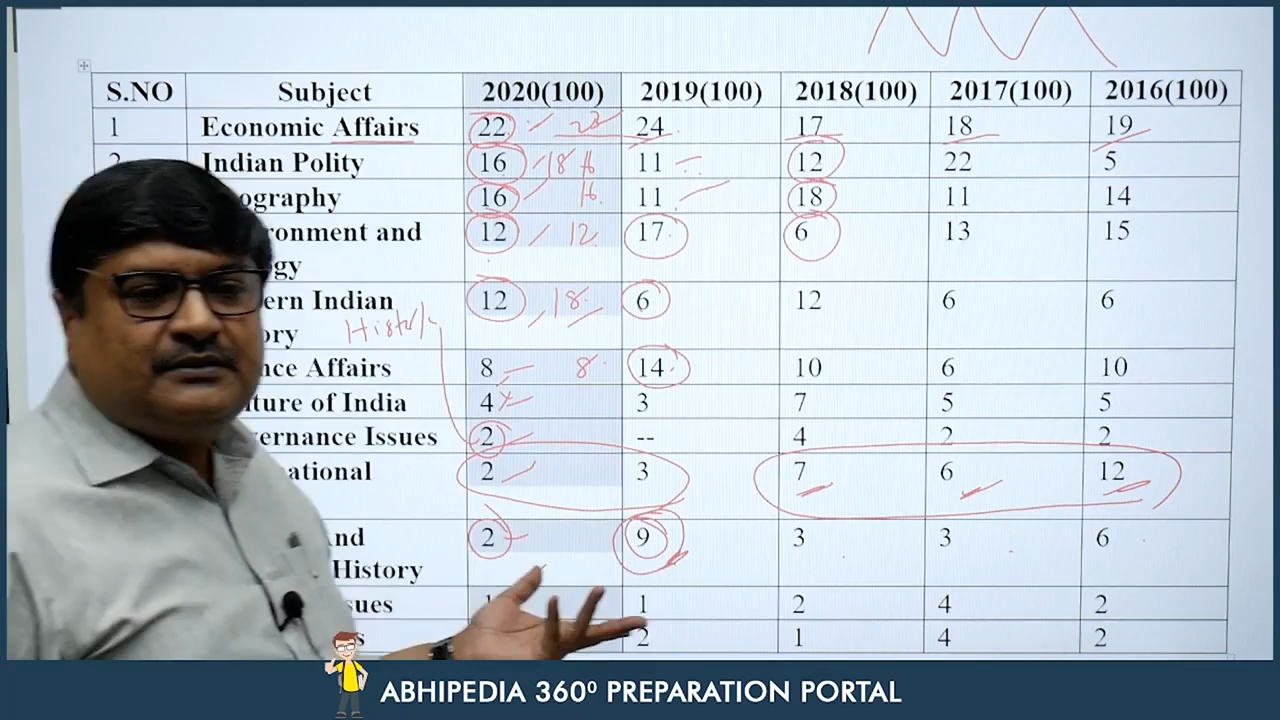 S.NO Subject 2020(100) 2019(100) 2018(100) 2017(100) 2016(100)
1 Economic Affairs 22 24 17 18 19
Indian Polity 16 18 11 12 22 5
ography 16 11 18 11 14
ronment and 12 12 17 6 13 15
gy
ern Indian 12 18 6 12 6 6
ory
History
nce Affairs 8 8 14 10 6 10
ture of India 4 3 7 5 5
vernance Issues 2 -- 4 2 2
ational 2 3 7 6 12
And 2 9 3 3 6
History
sues 1 2 4 2
s 2 1 4 2
ABHIPEDIA 360⁰ PREPARATION PORTAL